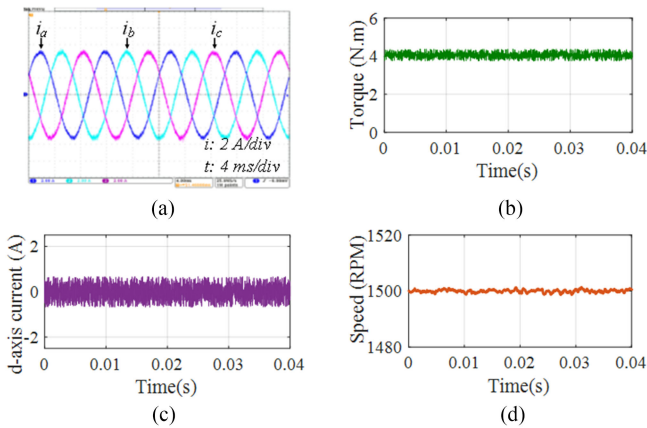 (a)
i_a
i_b
i_c
i: 2 A/div
t: 4 ms/div
Torque (N.m)
6
4
2
0
0 0.01 0.02 0.03 0.04
Time(s)
(b)
d-axis current (A)
2
0
-2
0 0.01 0.02 0.03 0.04
Time(s)
(c)
Speed (RPM)
1520
1500
1480
0 0.01 0.02 0.03 0.04
Time(s)
(d)